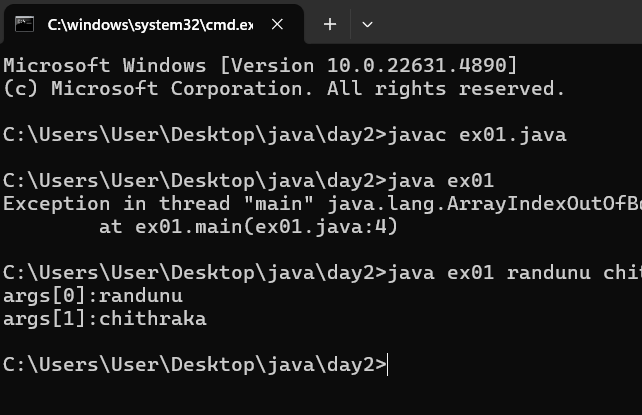 C:\windows\system32\cmd.ex
Microsoft Windows [Version 10.0.22631.4890]
(c) Microsoft Corporation. All rights reserved.
C:\Users\User\Desktop\java\day2>javac ex01.java
C:\Users\User\Desktop\java\day2>java ex01
Exception in thread "main" java.lang.ArrayIndexOutOfBo
at ex01.main(ex01.java:4)
C:\Users\User\Desktop\java\day2>java ex01 randunu chit
args[0]:randunu
args[1]:chithraka
C:\Users\User\Desktop\java\day2>